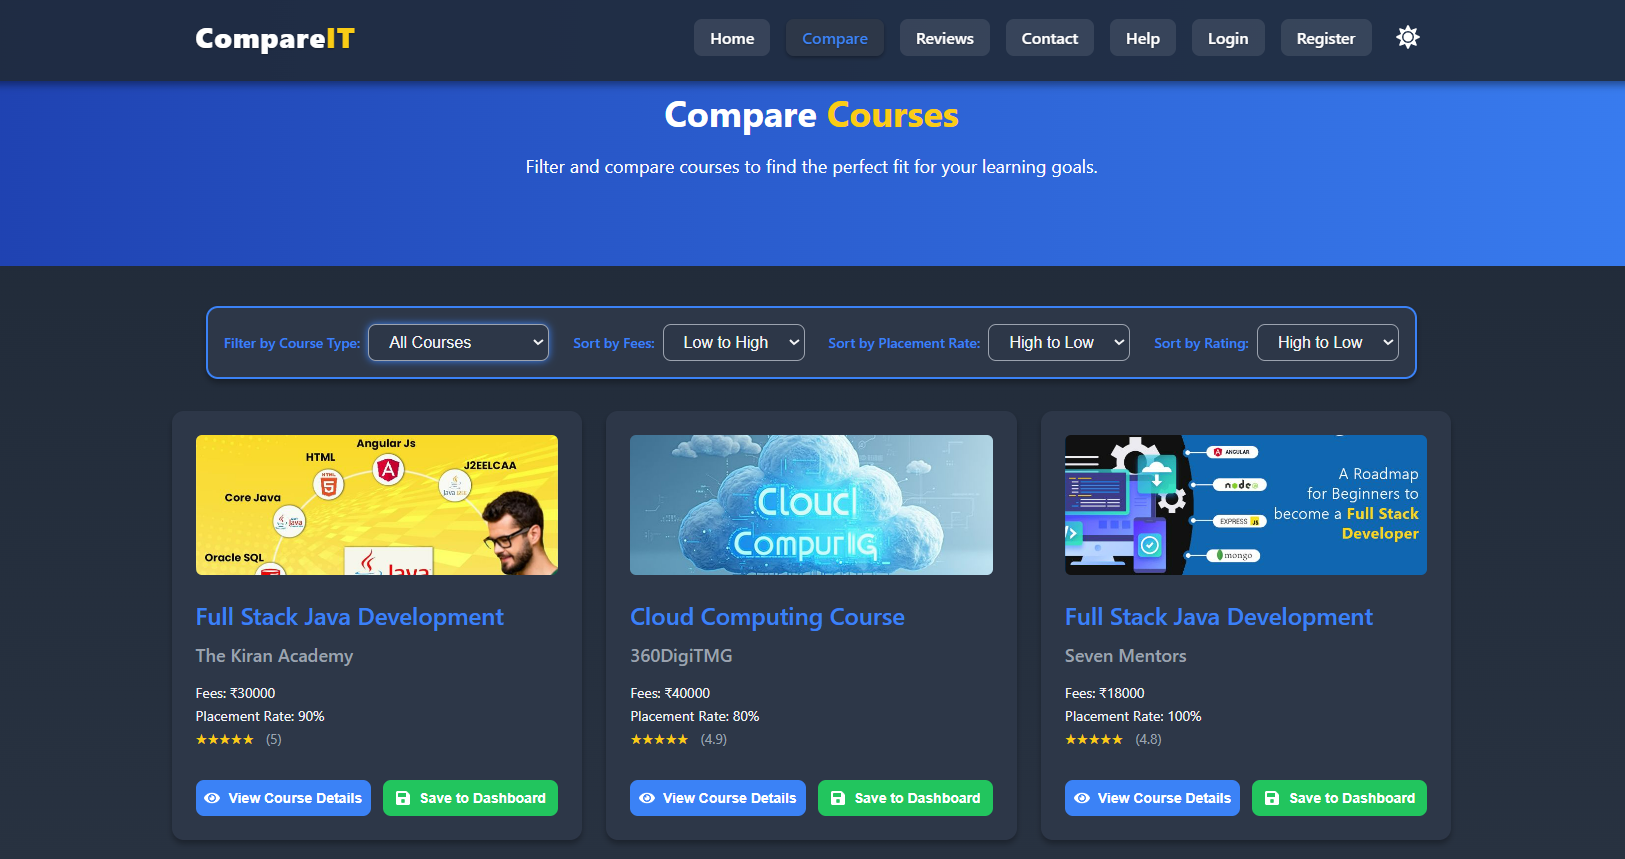 CompareIT
Home Compare Reviews Contact Help Login Register
Compare Courses
Filter and compare courses to find the perfect fit for your learning goals.
Filter by Course Type: All Courses Sort by Fees: Low to High Sort by Placement Rate: High to Low Sort by Rating: High to Low
Angular Js
HTML
J2EELCAA
Core Java
Oracle SQL
Java
Cloud
CompurIG
ANGULAR
node
EXPRESS JS
mongo
A Roadmap
for Beginners to
become a Full Stack
Developer
Full Stack Java Development
The Kiran Academy
Fees: ₹30000
Placement Rate: 90%
★★★★★ (5)
View Course Details Save to Dashboard
Cloud Computing Course
360DigiTMG
Fees: ₹40000
Placement Rate: 80%
★★★★★ (4.9)
View Course Details Save to Dashboard
Full Stack Java Development
Seven Mentors
Fees: ₹18000
Placement Rate: 100%
★★★★★ (4.8)
View Course Details Save to Dashboard